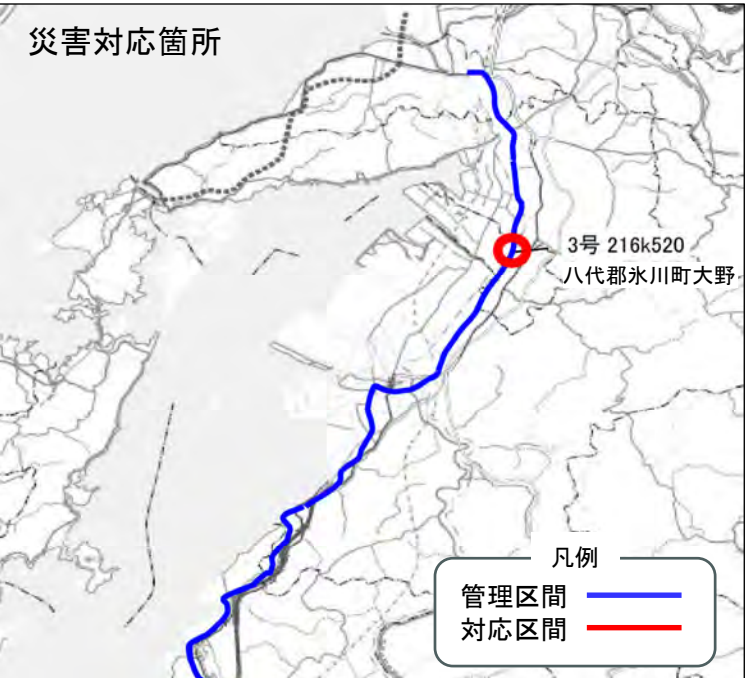 災害対応箇所
3号 216k520
八代郡氷川町大野
凡例
管理区間
対応区間